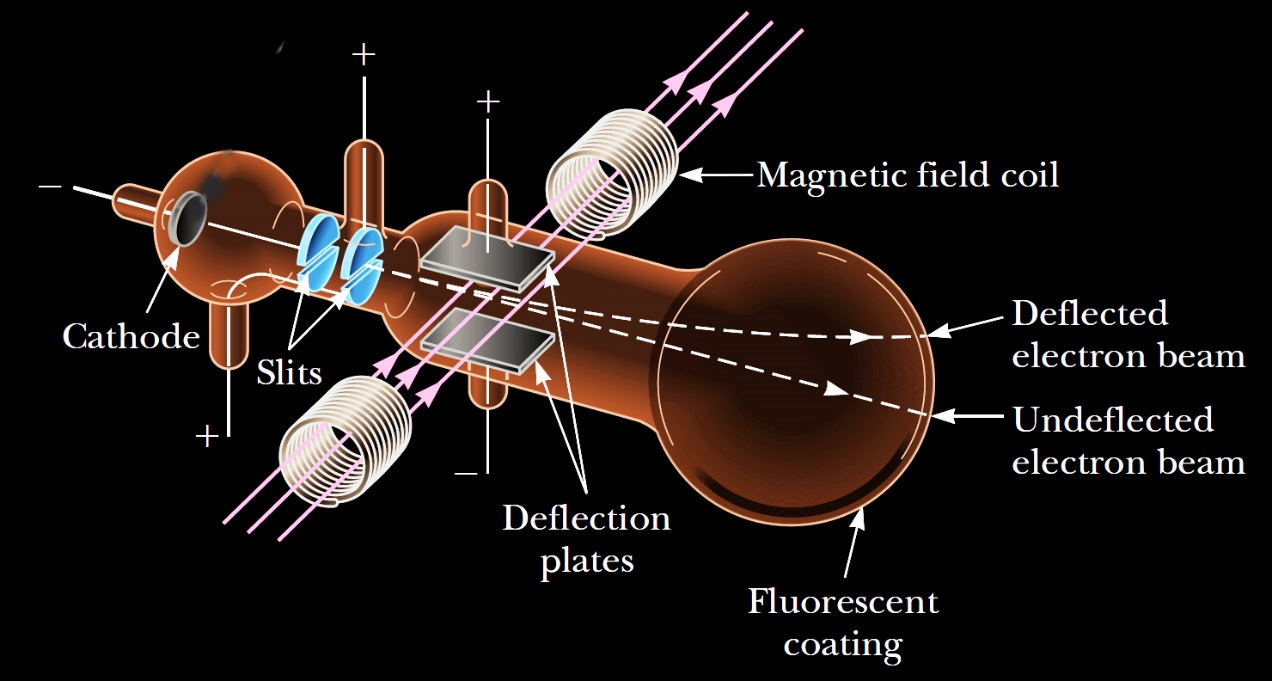 +
+
−
Magnetic field coil
Cathode
Slits
Deflected
electron beam
Undeflected
electron beam
+
−
Deflection
plates
Fluorescent
coating